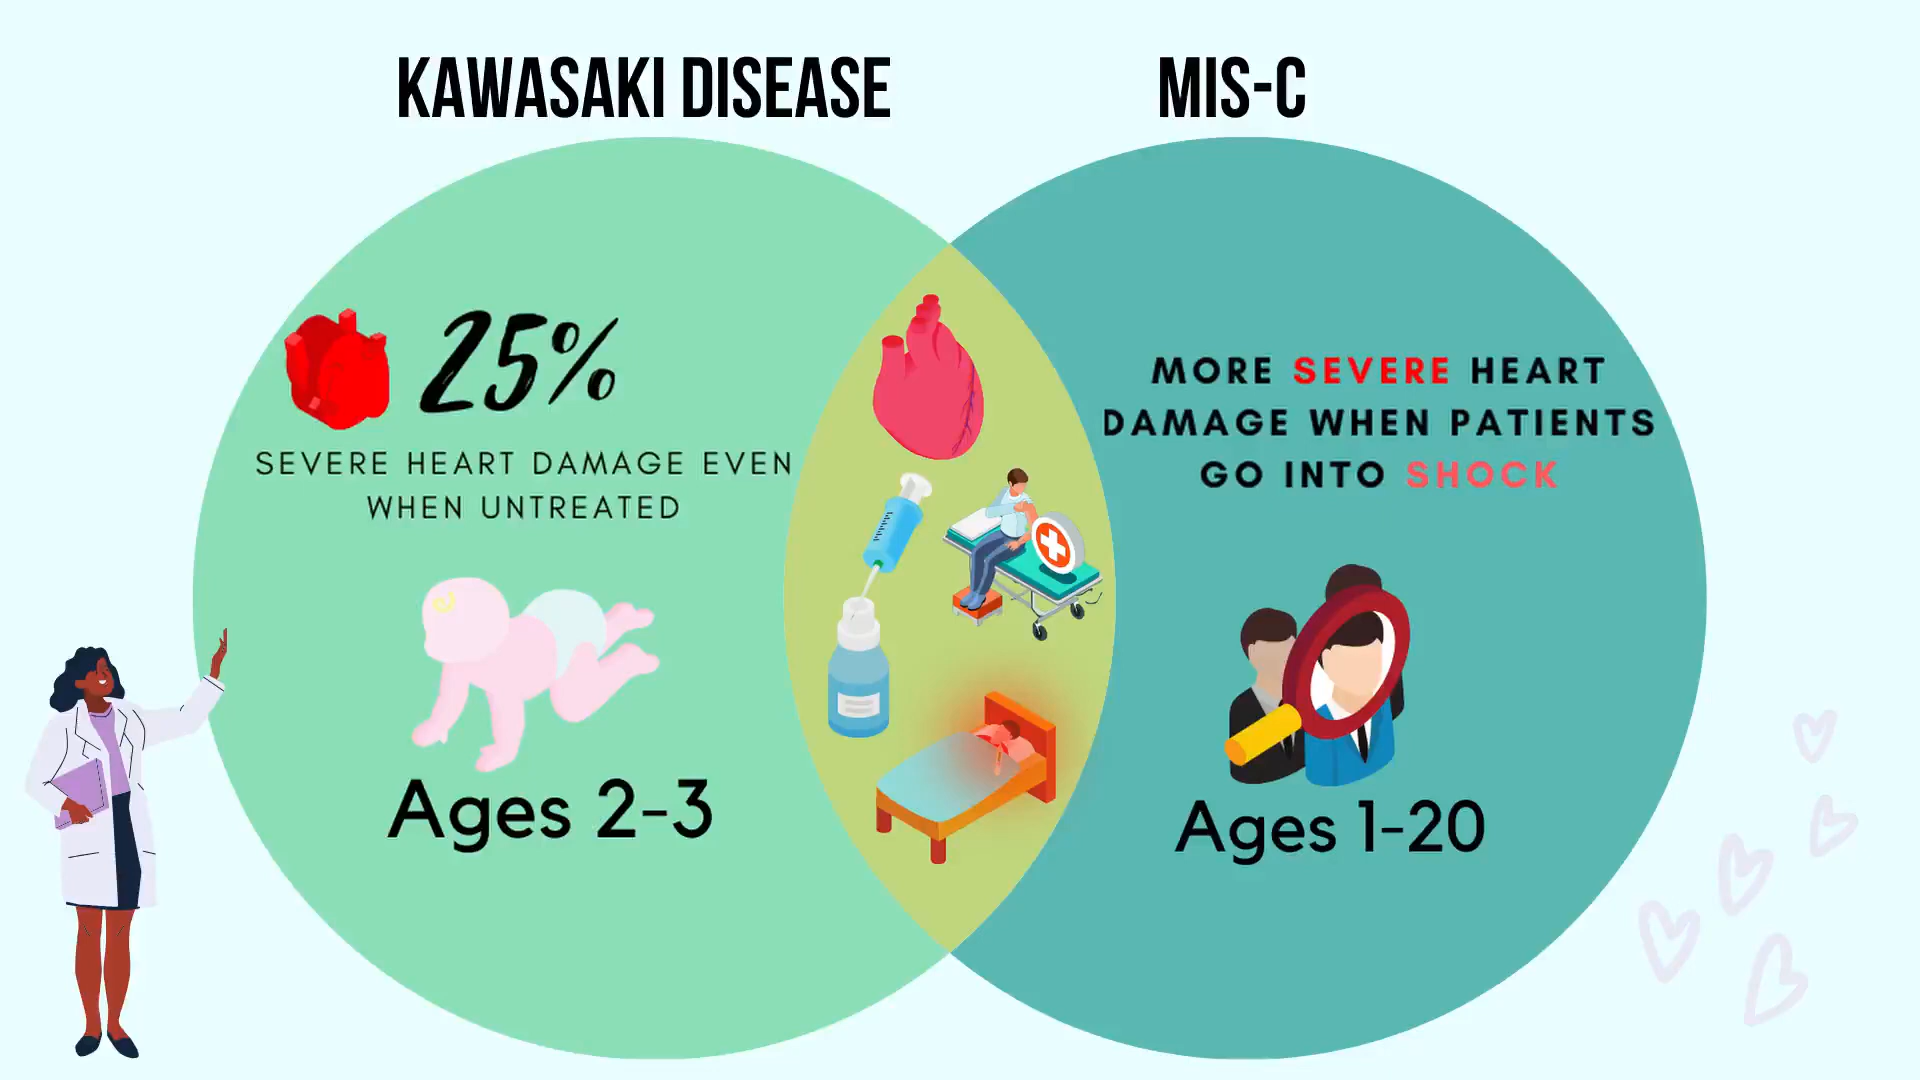 KAWASAKI DISEASE
MIS-C
25%
SEVERE HEART DAMAGE EVEN
WHEN UNTREATED
Ages 2-3
MORE SEVERE HEART
DAMAGE WHEN PATIENTS
GO INTO SHOCK
Ages 1-20